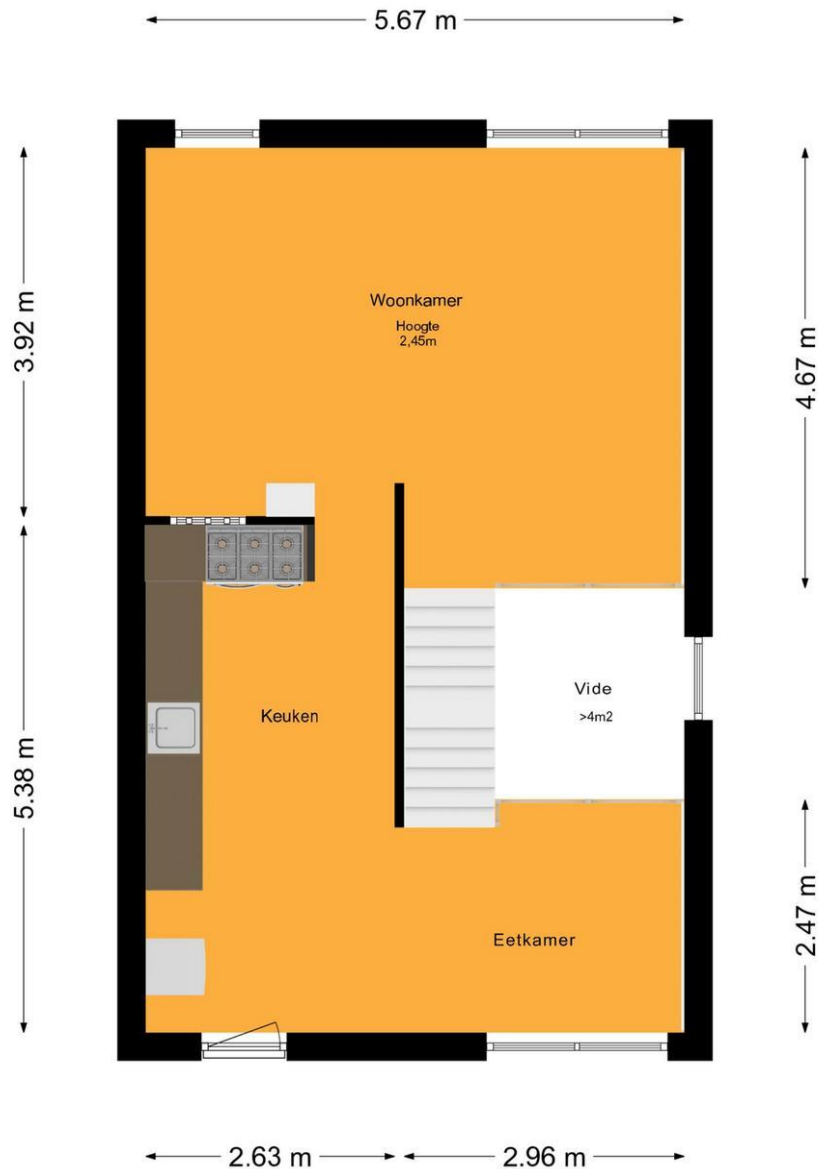 5.67 m
3.92 m
4.67 m
Woonkamer
Hoogte
2,45m
Keuken
Vide
>4m2
5.38 m
2.47 m
Eetkamer
2.63 m
2.96 m